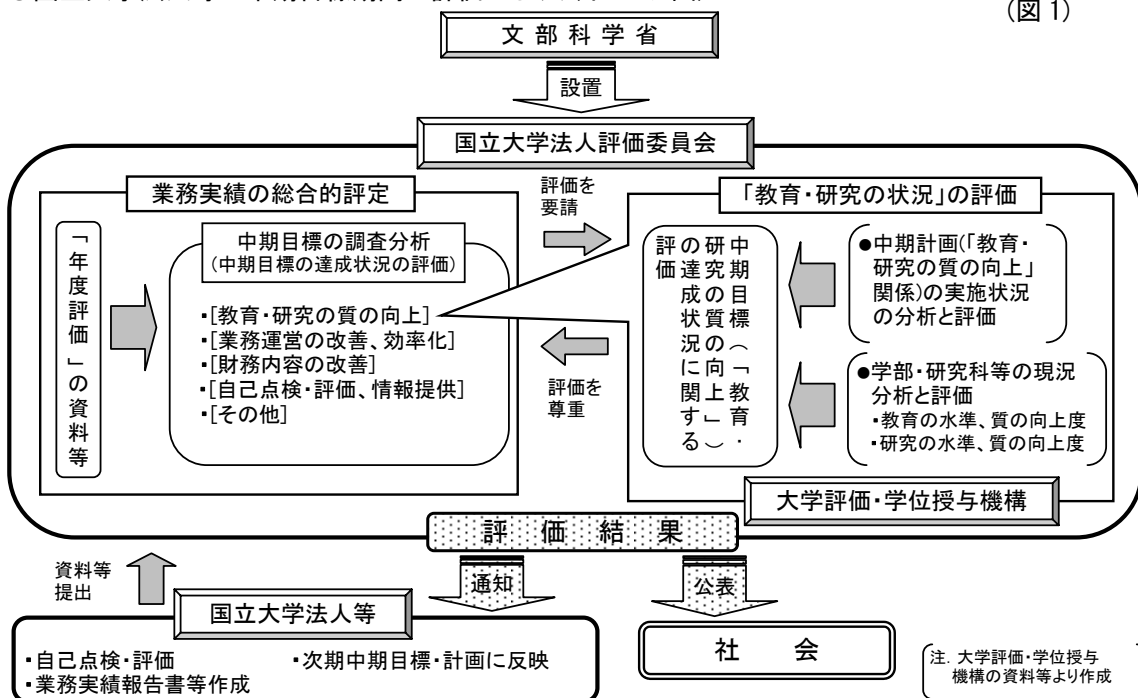 (図 1)
文 部 科 学 省
設置
国立大学法人評価委員会
業務実績の総合的評定
評価を
要請
「教育・研究の状況」の評価
「年度評価」の資料等
中期目標の調査分析
(中期目標の達成状況の評価)
・[教育・研究の質の向上]
・[業務運営の改善、効率化]
・[財務内容の改善]
・[自己点検・評価、情報提供]
・[その他]
評価を
尊重
中期目標(「教育・
研究の質の向上」)
の達成状況に関する
評価
●中期計画(「教育・
研究の質の向上」
関係)の実施状況
の分析と評価
●学部・研究科等の現況
分析と評価
・教育の水準、質の向上度
・研究の水準、質の向上度
大学評価・学位授与機構
評 価 結 果
資料等
提出
通知
公表
国立大学法人等
・自己点検・評価
・業務実績報告書等作成
・次期中期目標・計画に反映
社 会
注. 大学評価・学位授与
機構の資料等より作成